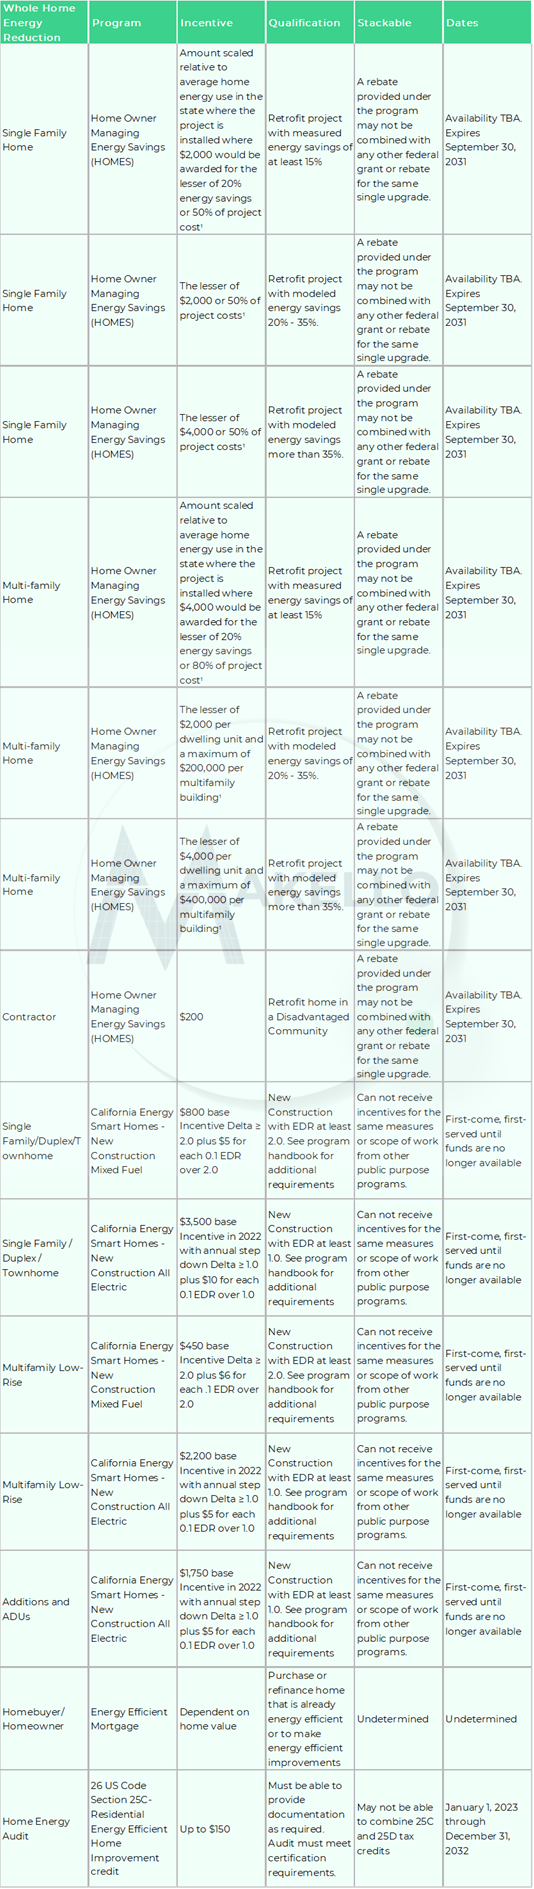 Whole Home
Energy
Reduction
Program
Incentive
Qualification
Stackable
Dates
Single Family
Home
Home Owner
Managing
Energy Savings
(HOMES)
Amount scaled
relative to
average home
energy use in the
state where the
project is
installed where
$2,000 would be
awarded for the
lesser of 20%
energy savings
or 50% of project
cost¹
Retrofit project
with measured
energy savings of
at least 15%
A rebate
provided under
the program
may not be
combined with
any other federal
grant or rebate
for the same
single upgrade.
Availability TBA.
Expires
September 30,
2031
Single Family
Home
Home Owner
Managing
Energy Savings
(HOMES)
The lesser of
$2,000 or 50% of
project costs¹
Retrofit project
with modeled
energy savings
20% - 35%.
A rebate
provided under
the program
may not be
combined with
any other federal
grant or rebate
for the same
single upgrade.
Availability TBA.
Expires
September 30,
2031
Single Family
Home
Home Owner
Managing
Energy Savings
(HOMES)
The lesser of
$4,000 or 50% of
project costs¹
Retrofit project
with modeled
energy savings
more than 35%.
A rebate
provided under
the program
may not be
combined with
any other federal
grant or rebate
for the same
single upgrade.
Availability TBA.
Expires
September 30,
2031
Multi-family
Home
Home Owner
Managing
Energy Savings
(HOMES)
Amount scaled
relative to
average home
energy use in the
state where the
project is
installed where
$4,000 would be
awarded for the
lesser of 20%
energy savings
or 80% of project
cost¹
Retrofit project
with measured
energy savings of
at least 15%
A rebate
provided under
the program
may not be
combined with
any other federal
grant or rebate
for the same
single upgrade.
Availability TBA.
Expires
September 30,
2031
Multi-family
Home
Home Owner
Managing
Energy Savings
(HOMES)
The lesser of
$2,000 per
dwelling unit and
a maximum of
$200,000 per
multifamily
building¹
Retrofit project
with modeled
energy savings of
20% - 35%.
A rebate
provided under
the program
may not be
combined with
any other federal
grant or rebate
for the same
single upgrade.
Availability TBA.
Expires
September 30,
2031
Multi-family
Home
Home Owner
Managing
Energy Savings
(HOMES)
The lesser of
$4,000 per
dwelling unit and
a maximum of
$400,000 per
multifamily
building¹
Retrofit project
with modeled
energy savings
more than 35%.
A rebate
provided under
the program
may not be
combined with
any other federal
grant or rebate
for the same
single upgrade.
Availability TBA.
Expires
September 30,
2031
MAKELLO
Contractor
Home Owner
Managing
Energy Savings
(HOMES)
$200
Retrofit home in
a Disadvantaged
Community
A rebate
provided under
the program
may not be
combined with
any other federal
grant or rebate
for the same
single upgrade.
Availability TBA.
Expires
September 30,
2031
Single
Family/Duplex/T
ownhome
California Energy
Smart Homes -
New
Construction
Mixed Fuel
$800 base
Incentive Delta ≥
2.0 plus $5 for
each 0.1 EDR
over 2.0
New
Construction
with EDR at least
2.0. See program
handbook for
additional
requirements
Can not receive
incentives for the
same measures
or scope of work
from other
public purpose
programs.
First-come, first-
served until
funds are no
longer available
Single Family /
Duplex /
Townhome
California Energy
Smart Homes -
New
Construction All
Electric
$3,500 base
Incentive in 2022
with annual step
down Delta ≥ 1.0
plus $10 for each
0.1 EDR over 1.0
New
Construction
with EDR at least
1.0. See program
handbook for
additional
requirements
Can not receive
incentives for the
same measures
or scope of work
from other
public purpose
programs.
First-come, first-
served until
funds are no
longer available
Multifamily Low-
Rise
California Energy
Smart Homes -
New
Construction
Mixed Fuel
$450 base
Incentive Delta ≥
2.0 plus $6 for
each .1 EDR over
2.0
New
Construction
with EDR at least
2.0. See program
handbook for
additional
requirements
Can not receive
incentives for the
same measures
or scope of work
from other
public purpose
programs.
First-come, first-
served until
funds are no
longer available
Multifamily Low-
Rise
California Energy
Smart Homes -
New
Construction All
Electric
$2,200 base
Incentive in 2022
with annual step
down Delta ≥ 1.0
plus $5 for each
0.1 EDR over 1.0
New
Construction
with EDR at least
1.0. See program
handbook for
additional
requirements
Can not receive
incentives for the
same measures
or scope of work
from other
public purpose
programs.
First-come, first-
served until
funds are no
longer available
Additions and
ADUs
California Energy
Smart Homes -
New
Construction All
Electric
$1,750 base
Incentive in 2022
with annual step
down Delta ≥ 1.0
plus $5 for each
0.1 EDR over 1.0
New
Construction
with EDR at least
1.0. See program
handbook for
additional
requirements
Can not receive
incentives for the
same measures
or scope of work
from other
public purpose
programs.
First-come, first-
served until
funds are no
longer available
Homebuyer/
Homeowner
Energy Efficient
Mortgage
Dependent on
home value
Purchase or
refinance home
that is already
energy efficient
or to make
energy efficient
improvements
Undetermined
Undetermined
Home Energy
Audit
26 US Code
Section 25C-
Residential
Energy Efficient
Home
Improvement
credit
Up to $150
Must be able to
provide
documentation
as required.
Audit must meet
certification
requirements.
May not be able
to combine 25C
and 25D tax
credits
January 1, 2023
through
December 31,
2032